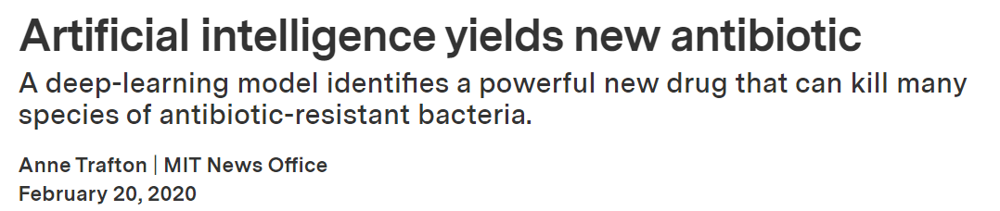 Artificial intelligence yields new antibiotic
A deep-learning model identifies a powerful new drug that can kill many
species of antibiotic-resistant bacteria.
Anne Trafton | MIT News Office
February 20, 2020